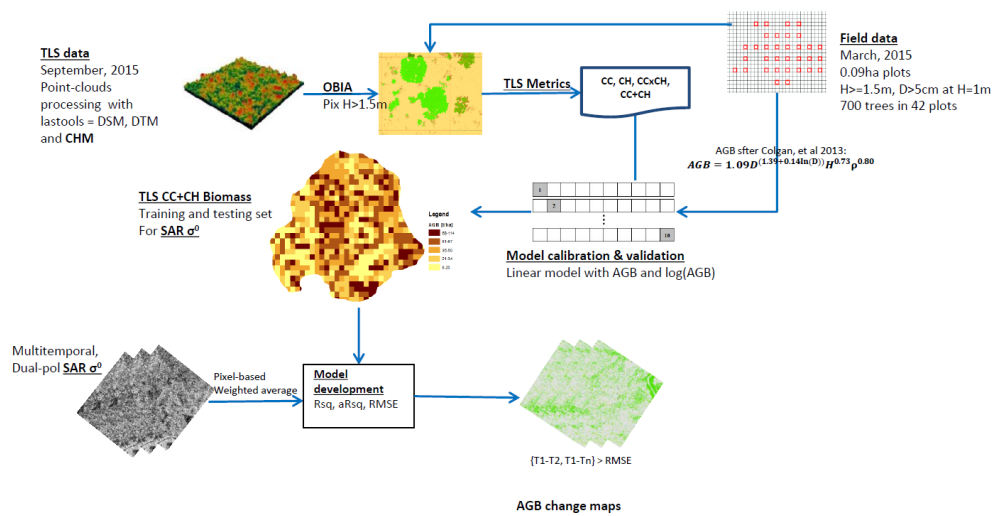 TLS data
September, 2015
Point-clouds
processing with
lastools = DSM, DTM
and CHM
OBIA
Pix H>1.5m
TLS Metrics
CC, CH, CCxCH,
CC+CH
Field data
March, 2015
0.09ha plots
H>=1.5m, D>5cm at H=1m
700 trees in 42 plots
AGB sfter Colgan, et al 2013:
AGB = 1.09D^(1.39+0.14ln(D))H^0.73ρ^0.80
TLS CC+CH Biomass
Training and testing set
For SAR σ⁰
Legend
1
2
⋮
10
Model calibration & validation
Linear model with AGB and log(AGB)
Multitemporal,
Dual-pol SAR σ⁰
Pixel-based
Weighted average
Model
development
Rsq, aRsq, RMSE
{T1-T2, T1-Tn} > RMSE
AGB change maps